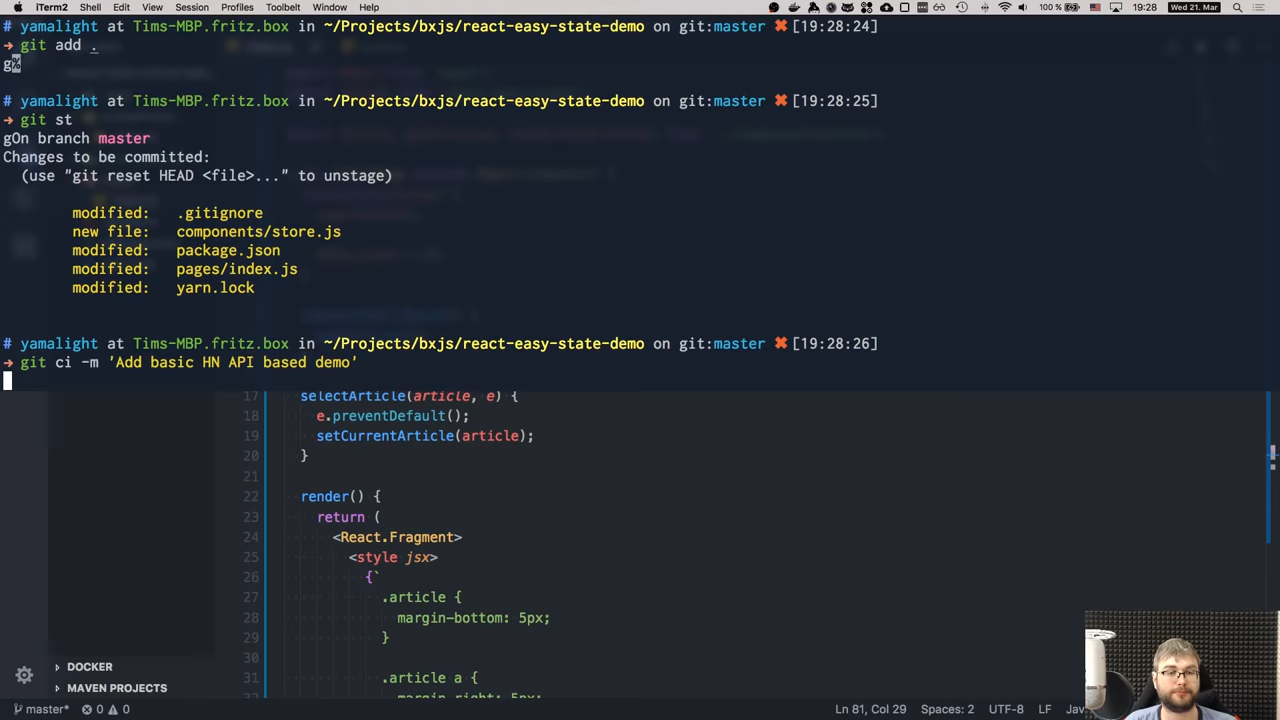 iTerm2 Shell Edit View Session Profiles Toolbelt Window Help 100 % 19:28 Wed 21. Mar
# yamalight at Tims-MBP.fritz.box in ~/Projects/bxjs/react-easy-state-demo on git:master ✖ [19:28:24]
→ git add .
g%
# yamalight at Tims-MBP.fritz.box in ~/Projects/bxjs/react-easy-state-demo on git:master ✖ [19:28:25]
→ git st
gOn branch master
Changes to be committed:
(use "git reset HEAD <file>..." to unstage)
modified: .gitignore
new file: components/store.js
modified: package.json
modified: pages/index.js
modified: yarn.lock
# yamalight at Tims-MBP.fritz.box in ~/Projects/bxjs/react-easy-state-demo on git:master ✖ [19:28:26]
→ git ci -m 'Add basic HN API based demo'
17 selectArticle(article, e) {
18 e.preventDefault();
19 setCurrentArticle(article);
20 }
21
22 render() {
23 return (
24 <React.Fragment>
25 <style jsx>
26 {`
27 .article {
28 margin-bottom: 5px;
29 }
30
31 .article a {
32 margin-right: 5px;
DOCKER
MAVEN PROJECTS
master* 0 0 Ln 81, Col 29 Spaces: 2 UTF-8 LF